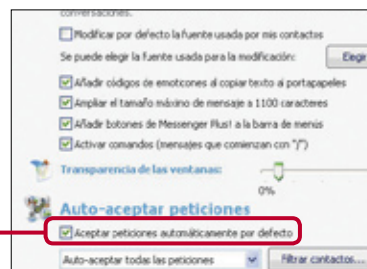 conversaciones.
Modificar por defecto la fuente usada por mis contactos
Se puede elegir la fuente usada para la modificación: Elegir
Añadir códigos de emoticones al copiar texto al portapapeles
Ampliar el tamaño máximo de mensaje a 1100 caracteres
Añadir botones de Messenger Plus! a la barra de menús
Activar comandos (mensajes que comienzan con "/")
Transparencia de las ventanas:
0%
Auto-aceptar peticiones
Aceptar peticiones automáticamente por defecto
Auto-aceptar todas las peticiones Filtrar contactos...